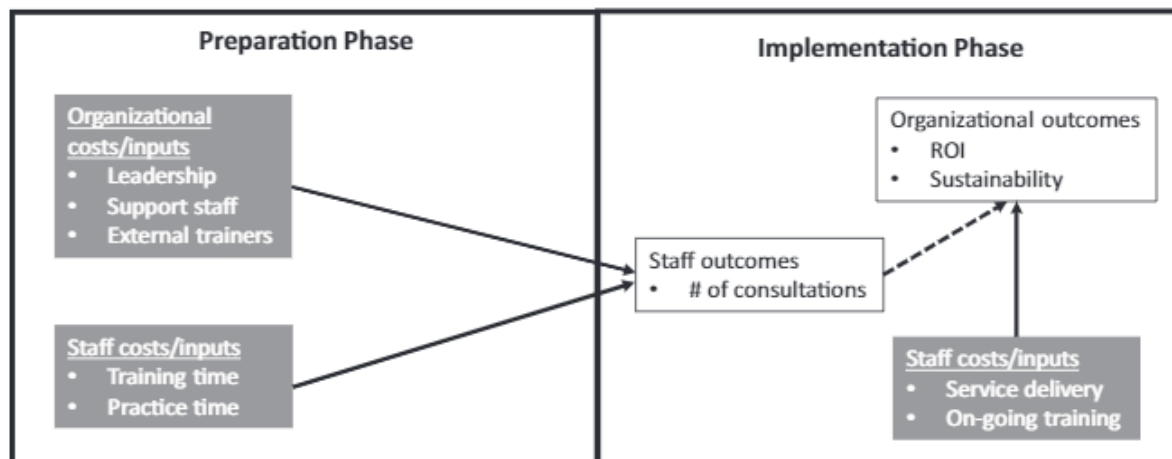 Preparation Phase
Organizational
costs/inputs
• Leadership
• Support staff
• External trainers
Staff costs/inputs
• Training time
• Practice time
Implementation Phase
Organizational outcomes
• ROI
• Sustainability
Staff outcomes
• # of consultations
Staff costs/inputs
• Service delivery
• On-going training